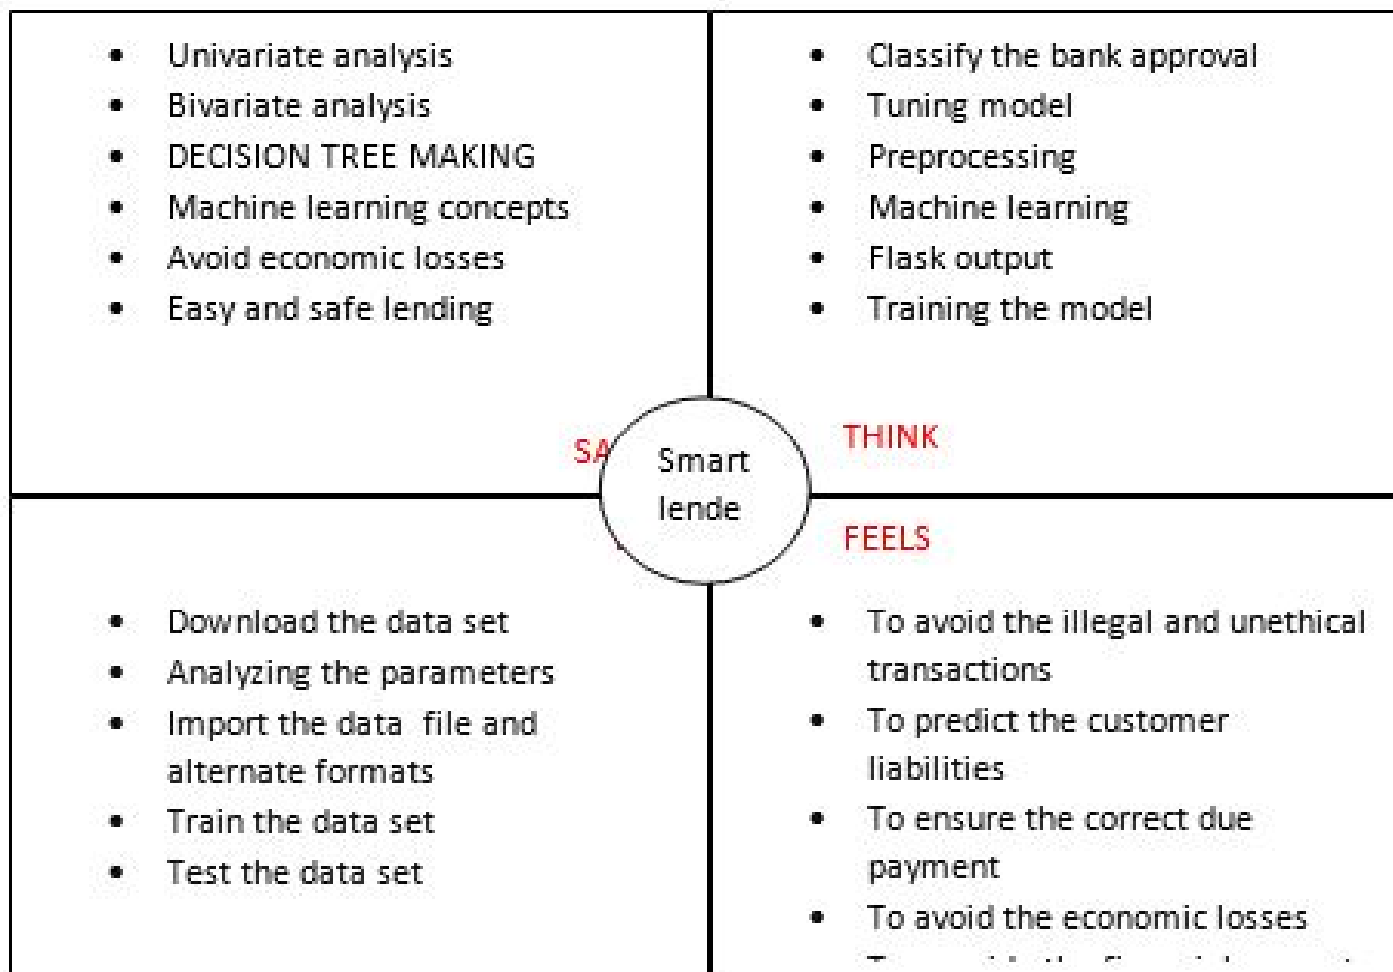 Univariate analysis
Bivariate analysis
DECISION TREE MAKING
Machine learning concepts
Avoid economic losses
Easy and safe lending
SA
Classify the bank approval
Tuning model
Preprocessing
Machine learning
Flask output
Training the model
THINK
Smart
lende
Download the data set
Analyzing the parameters
Import the data  file and
alternate formats
Train the data set
Test the data set
FEELS
To avoid the illegal and unethical
transactions
To predict the customer
liabilities
To ensure the correct due
payment
To avoid the economic losses